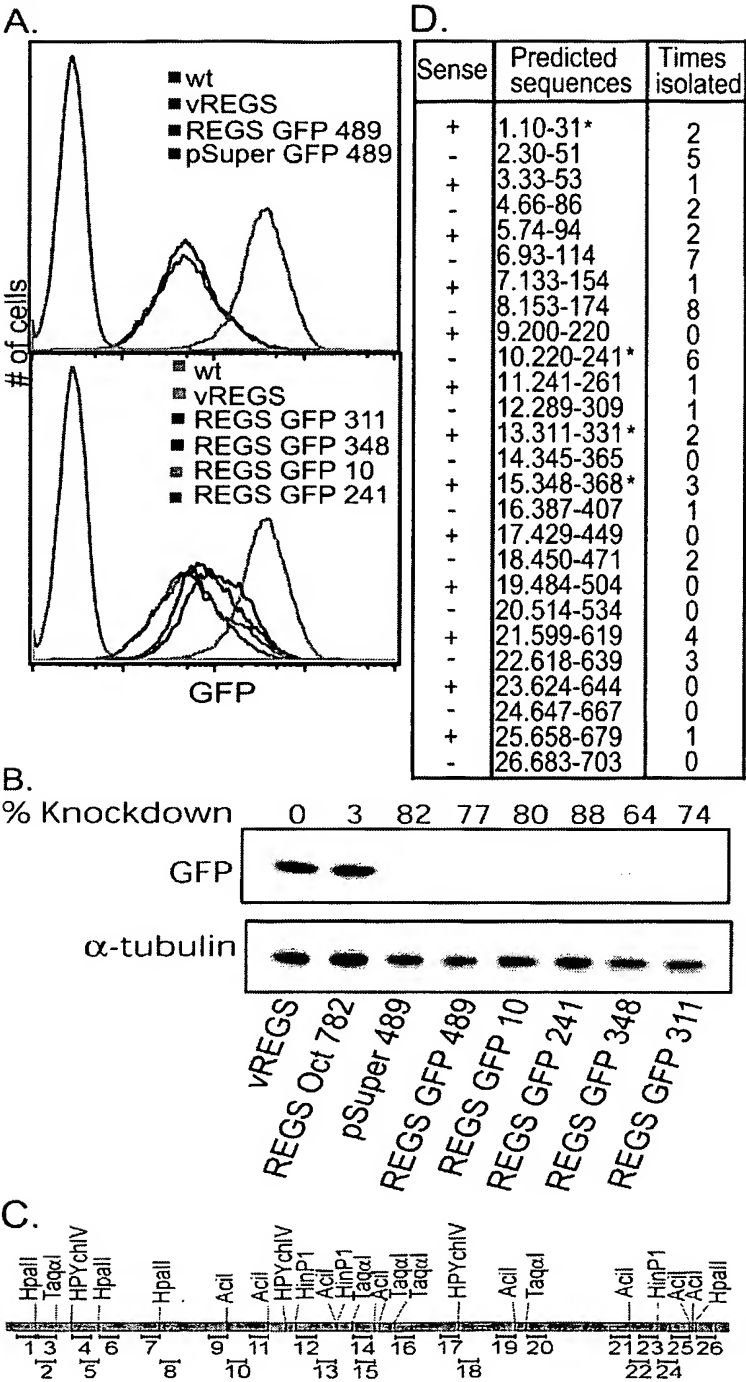 A.
wt
vREGS
REGS GFP 489
pSuper GFP 489
# of cells
wt
vREGS
REGS GFP 311
REGS GFP 348
REGS GFP 10
REGS GFP 241
GFP
D.
Sense Predicted sequences Times isolated
+ 1.10-31* 2
- 2.30-51 5
+ 3.33-53 1
- 4.66-86 2
+ 5.74-94 2
- 6.93-114 7
+ 7.133-154 1
- 8.153-174 8
+ 9.200-220 0
- 10.220-241* 6
+ 11.241-261 1
- 12.289-309 1
+ 13.311-331* 2
- 14.345-365 0
+ 15.348-368* 3
- 16.387-407 1
+ 17.429-449 0
- 18.450-471 2
+ 19.484-504 0
- 20.514-534 0
+ 21.599-619 4
- 22.618-639 3
+ 23.624-644 0
- 24.647-667 0
+ 25.658-679 1
- 26.683-703 0
B.
% Knockdown 0 3 82 77 80 88 64 74
GFP
α-tubulin
vREGS
REGS Oct 782
pSuper 489
REGS GFP 489
REGS GFP 10
REGS GFP 241
REGS GFP 348
REGS GFP 311
C.
HpaII TaqαI HPYchIV HpaII HpaII AciI AciI HPYchIV HinP1 AciI HinP1 TaqαI AciI TaqαI TaqαI HPYchIV AciI TaqαI AciI HinP1 AciI AciI HpaII
1 3 4 6 7 9 11 12 14 16 17 19 20 21 23 25 26
2 5 8 10 13 15 18 22 24